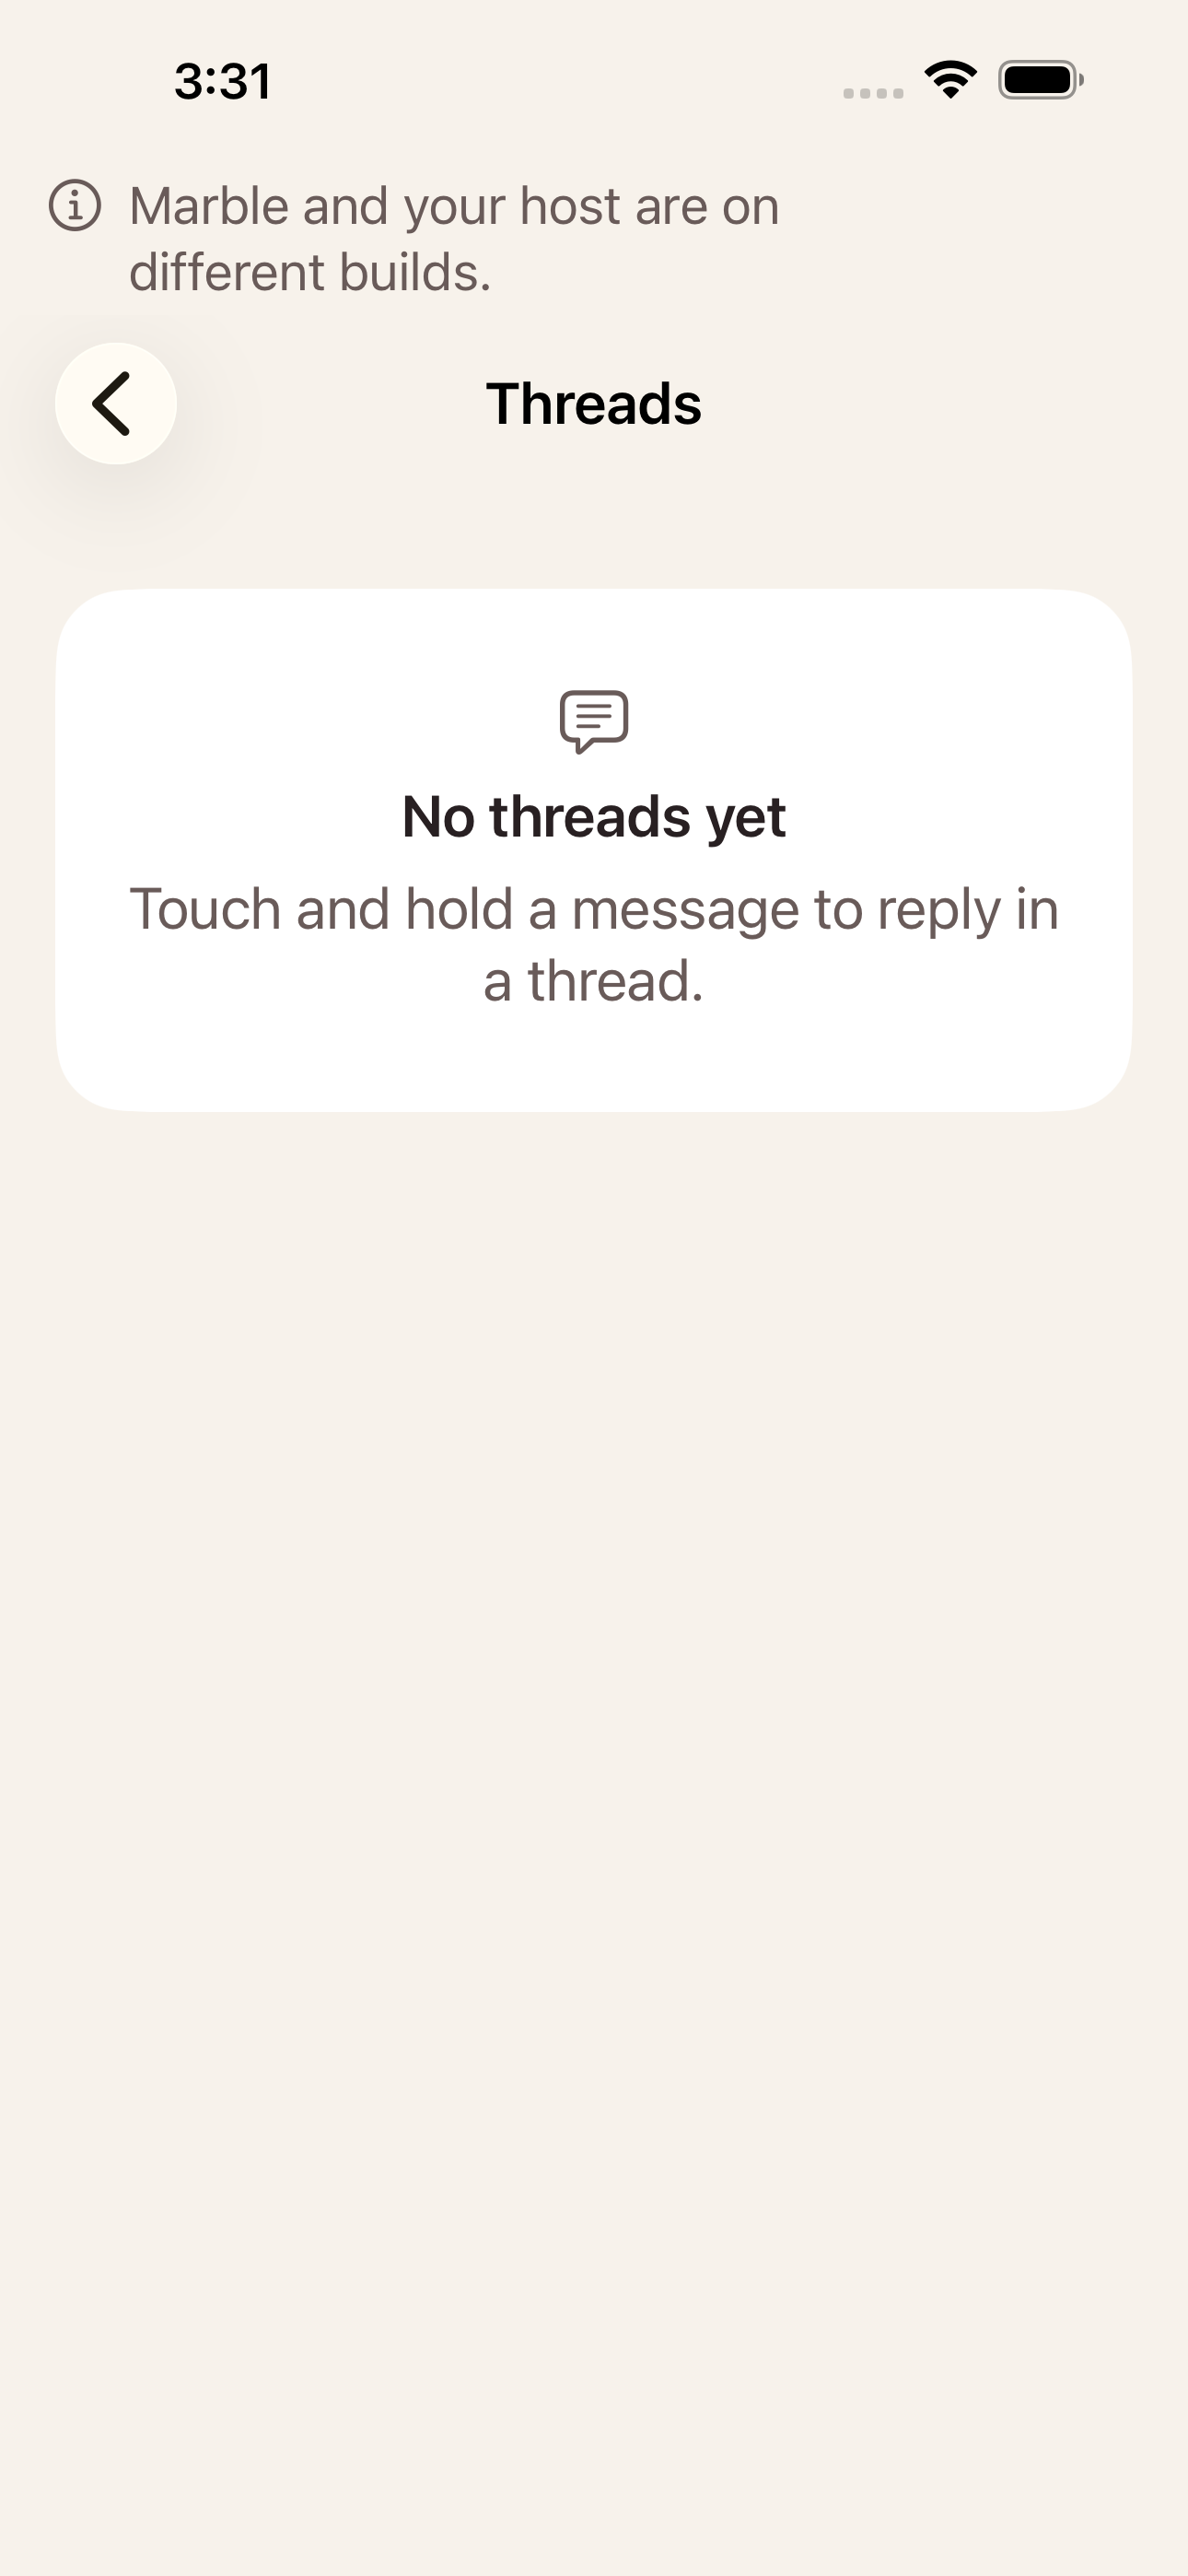 3:31
Marble and your host are on
different builds.
Threads
No threads yet
Touch and hold a message to reply in
a thread.